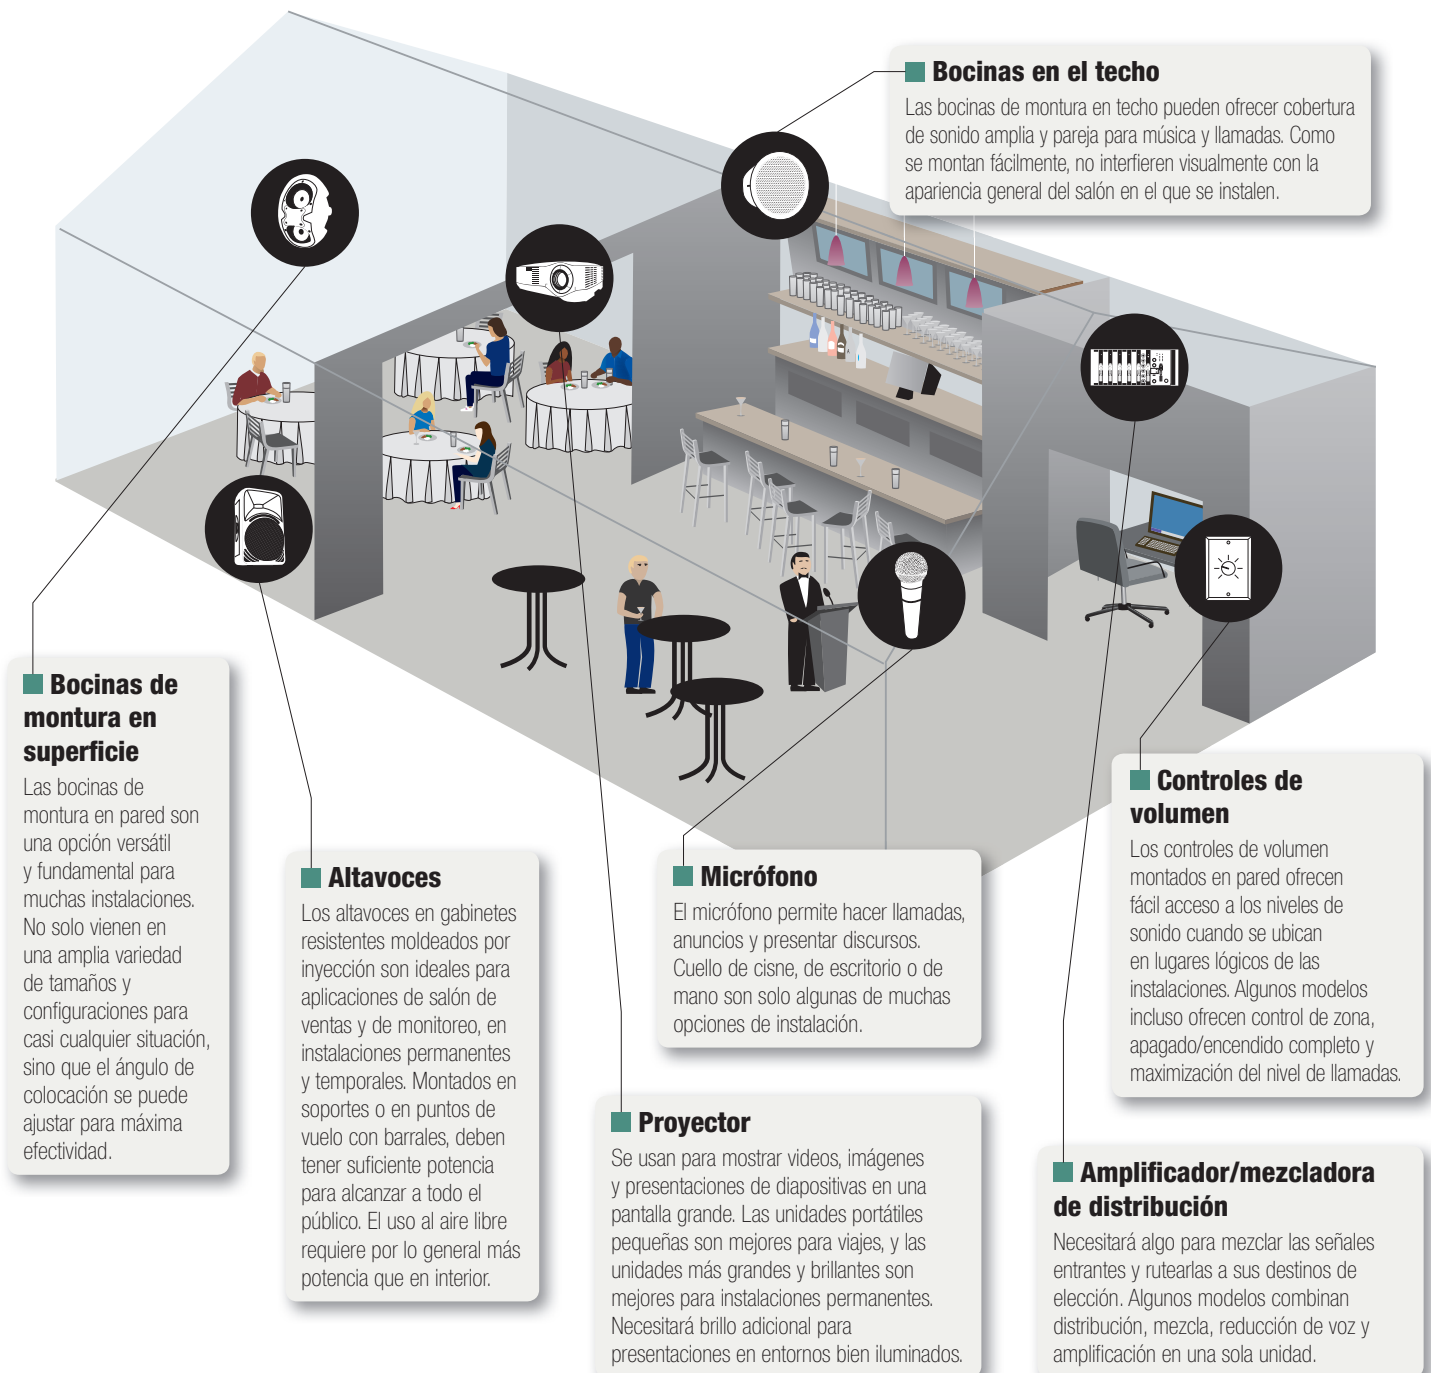 Bocinas en el techo
Las bocinas de montura en techo pueden ofrecer cobertura
de sonido amplia y pareja para música y llamadas. Como
se montan fácilmente, no interfieren visualmente con la
apariencia general del salón en el que se instalen.
Bocinas de
montura en
superficie
Las bocinas de
montura en pared son
una opción versátil
y fundamental para
muchas instalaciones.
No solo vienen en
una amplia variedad
de tamaños y
configuraciones para
casi cualquier situación,
sino que el ángulo de
colocación se puede
ajustar para máxima
efectividad.
Altavoces
Los altavoces en gabinetes
resistentes moldeados por
inyección son ideales para
aplicaciones de salón de
ventas y de monitoreo, en
instalaciones permanentes
y temporales. Montados en
soportes o en puntos de
vuelo con barrales, deben
tener suficiente potencia
para alcanzar a todo el
público. El uso al aire libre
requiere por lo general más
potencia que en interior.
Micrófono
El micrófono permite hacer llamadas,
anuncios y presentar discursos.
Cuello de cisne, de escritorio o de
mano son solo algunas de muchas
opciones de instalación.
Proyector
Se usan para mostrar videos, imágenes
y presentaciones de diapositivas en una
pantalla grande. Las unidades portátiles
pequeñas son mejores para viajes, y las
unidades más grandes y brillantes son
mejores para instalaciones permanentes.
Necesitará brillo adicional para
presentaciones en entornos bien iluminados.
Controles de
volumen
Los controles de volumen
montados en pared ofrecen
fácil acceso a los niveles de
sonido cuando se ubican
en lugares lógicos de las
instalaciones. Algunos modelos
incluso ofrecen control de zona,
apagado/encendido completo y
maximización del nivel de llamadas.
Amplificador/mezcladora
de distribución
Necesitará algo para mezclar las señales
entrantes y rutearlas a sus destinos de
elección. Algunos modelos combinan
distribución, mezcla, reducción de voz y
amplificación en una sola unidad.